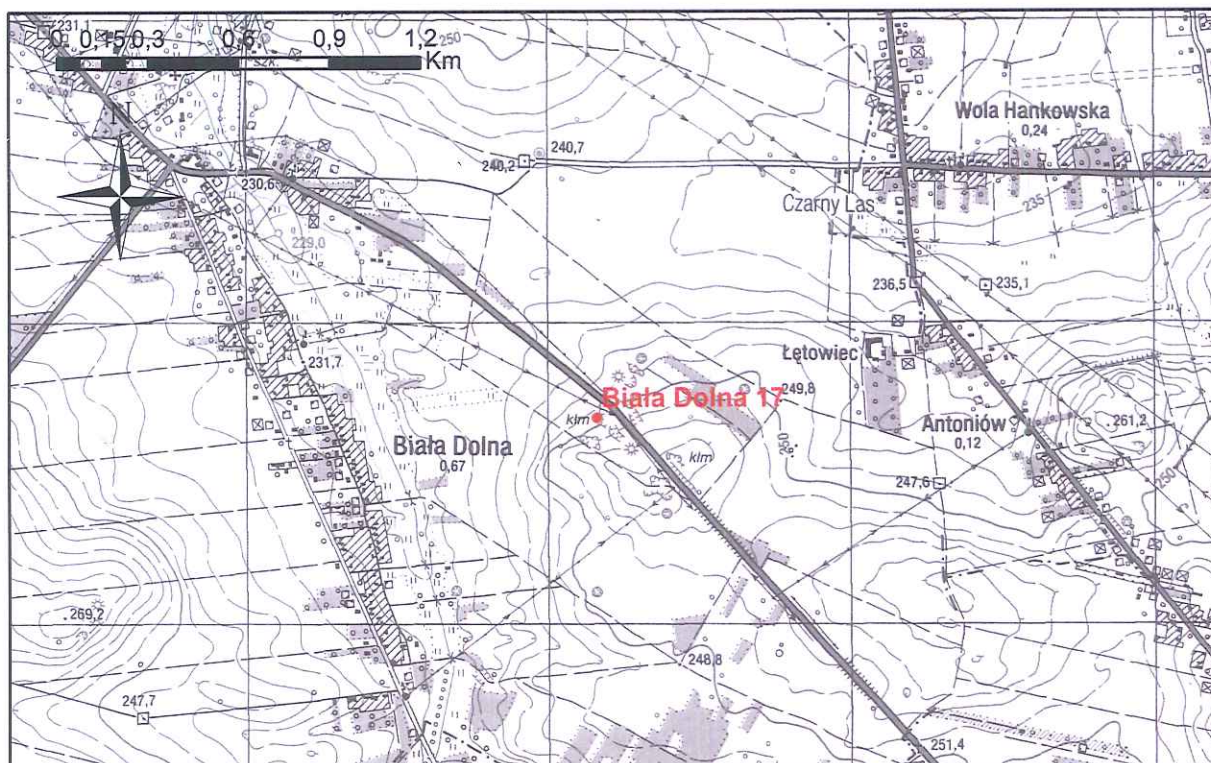 231,1
0 0,15 0,3 0,6 0,9 1,2
Km
szk.
250
N
Wola Hankowska
0,24
240,7
240,2
230,6
Czarny Las
235
229,0
236,5
235,1
Łętowiec
231,7
249,8
Biała Dolna 17
klm
Antoniów
0,12
261,2
Biała Dolna
0,67
klm
250
247,6
250
269,2
248,8
247,7
251,4